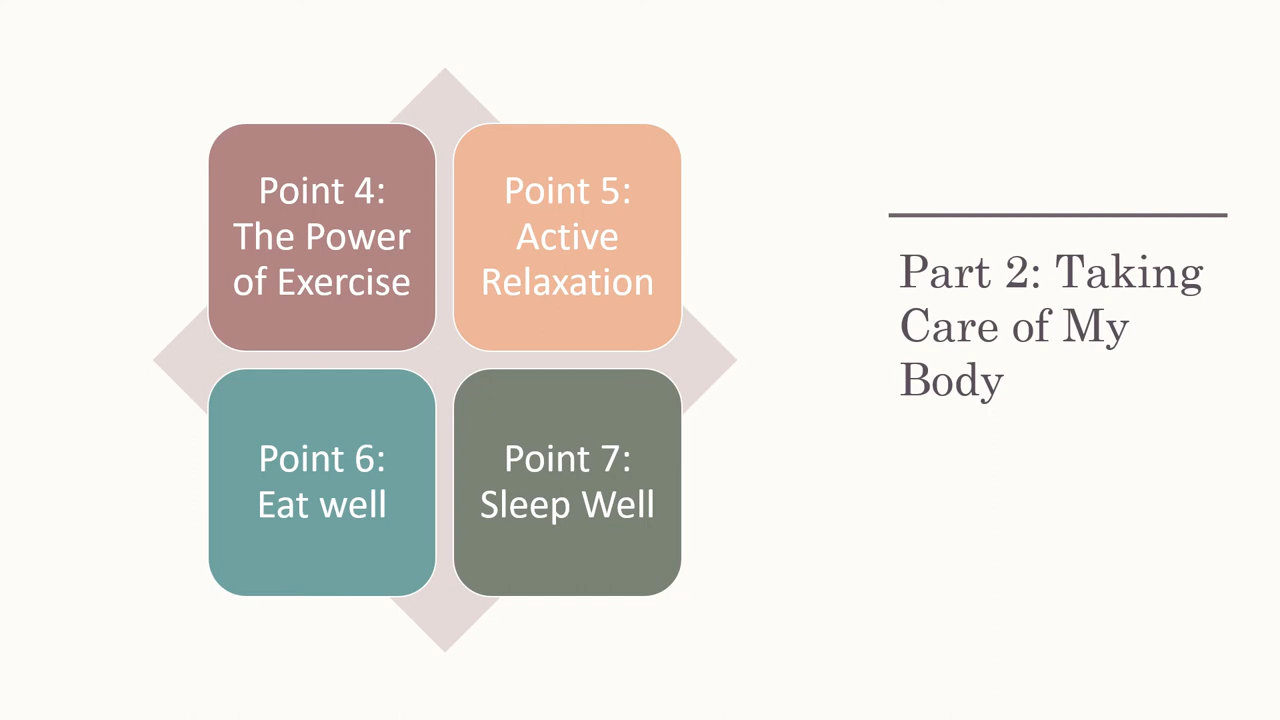 Point 4:
The Power
of Exercise
Point 5:
Active
Relaxation
Point 6:
Eat well
Point 7:
Sleep Well
Part 2: Taking
Care of My
Body